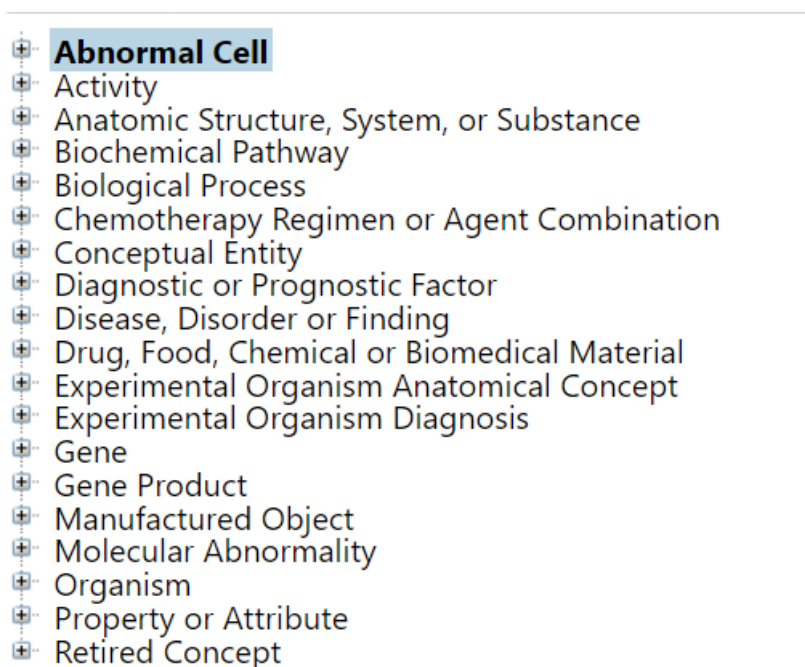 Abnormal Cell
Activity
Anatomic Structure, System, or Substance
Biochemical Pathway
Biological Process
Chemotherapy Regimen or Agent Combination
Conceptual Entity
Diagnostic or Prognostic Factor
Disease, Disorder or Finding
Drug, Food, Chemical or Biomedical Material
Experimental Organism Anatomical Concept
Experimental Organism Diagnosis
Gene
Gene Product
Manufactured Object
Molecular Abnormality
Organism
Property or Attribute
Retired Concept